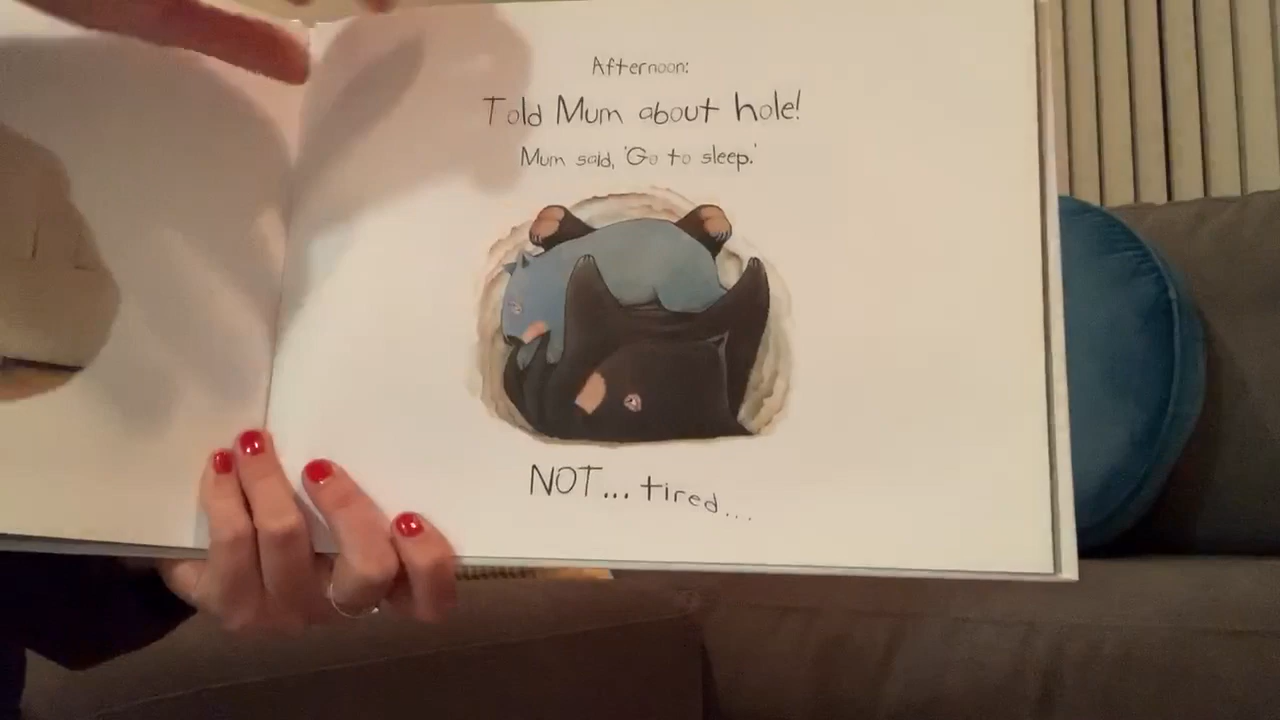 Afternoon:
Told Mum about hole!
Mum said, 'Go to sleep.'
NOT... tired...